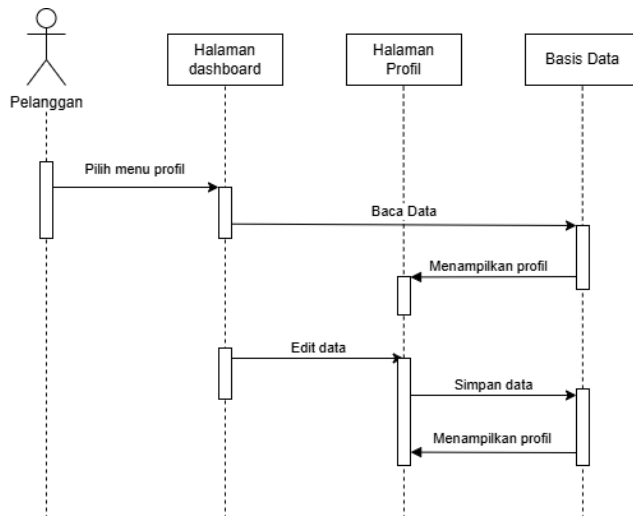 Halaman
dashboard
Halaman
Profil
Basis Data
Pelanggan
Pilih menu profil
Baca Data
Menampilkan profil
Edit data
Simpan data
Menampilkan profil